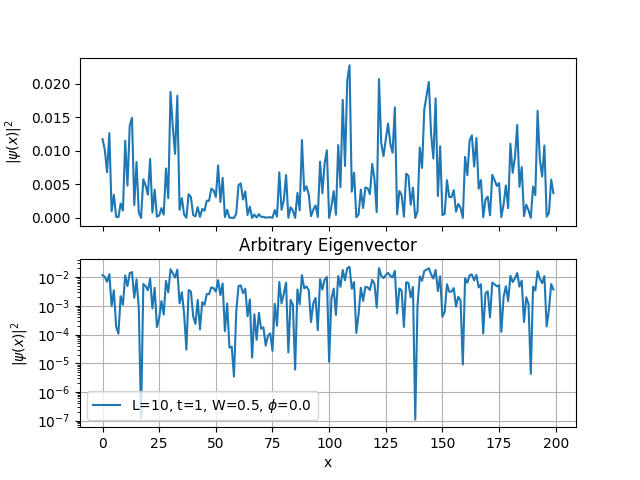 0.020
0.015
0.010
0.005
0.000
|ψ(x)|²
Arbitrary Eigenvector
10⁻²
10⁻³
10⁻⁴
10⁻⁵
10⁻⁶
10⁻⁷
|ψ(x)|²
L=10, t=1, W=0.5, ϕ=0.0
0 25 50 75 100 125 150 175 200
x